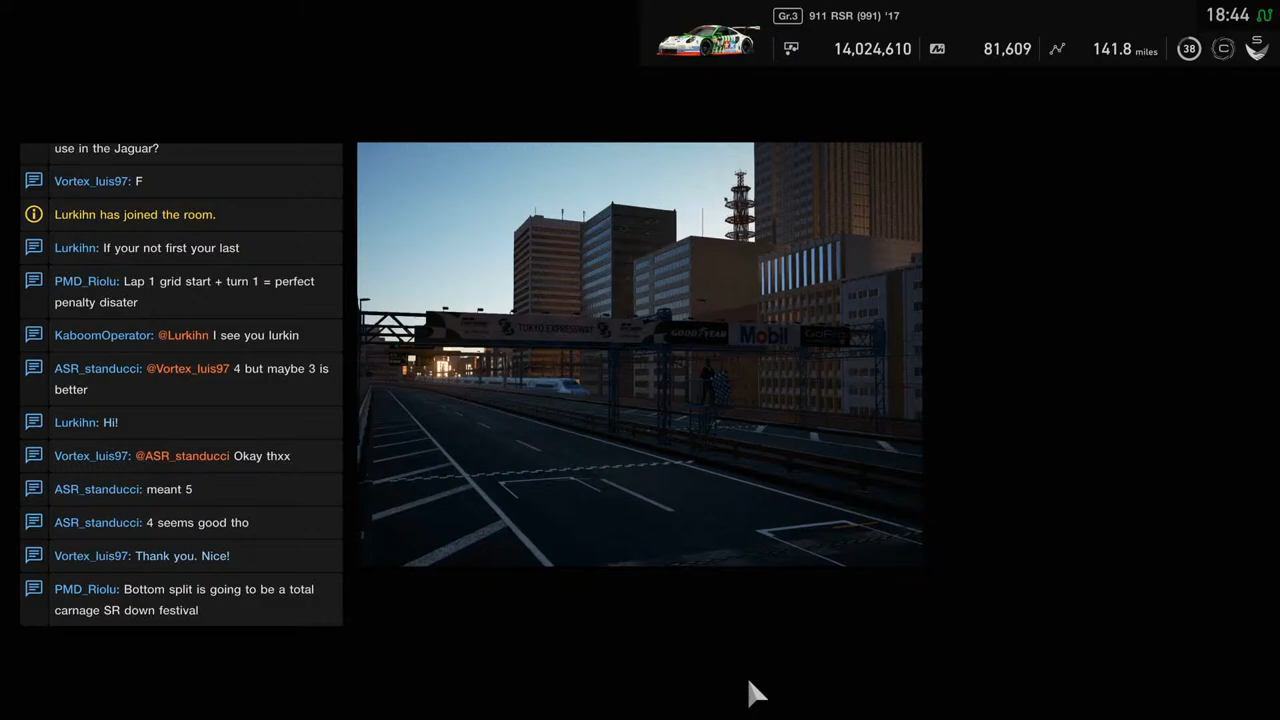 Gr.3 911 RSR (991) '17
18:44
14,024,610 81,609 141.8 miles 38 C S
use in the Jaguar?
Vortex_luis97: F
Lurkihn has joined the room.
Lurkihn: If your not first your last
PMD_Riolu: Lap 1 grid start + turn 1 = perfect
penalty disater
KaboomOperator: @Lurkihn I see you lurkin
ASR_standucci: @Vortex_luis97 4 but maybe 3 is
better
Lurkihn: Hi!
Vortex_luis97: @ASR_standucci Okay thxx
ASR_standucci: meant 5
ASR_standucci: 4 seems good tho
Vortex_luis97: Thank you. Nice!
PMD_Riolu: Bottom split is going to be a total
carnage SR down festival
TOKYO EXPRESSWAY GOODYEAR Mobil GoPro